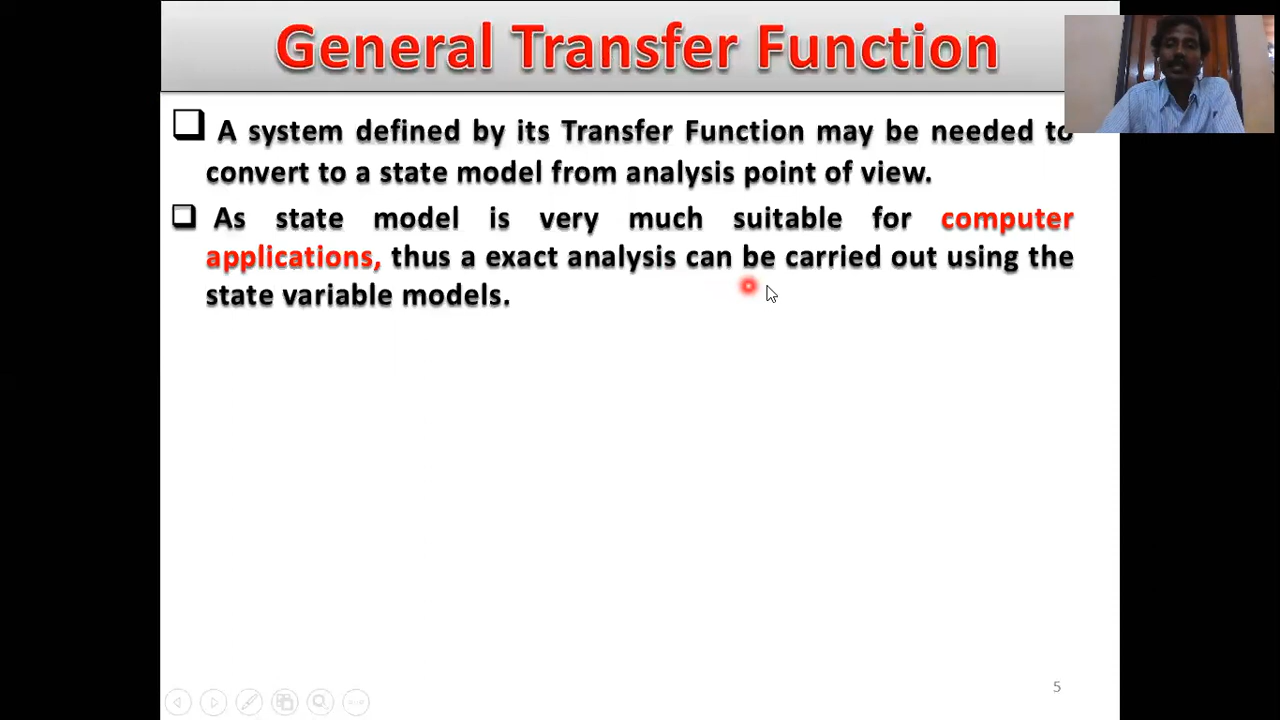 General Transfer Function
A system defined by its Transfer Function may be needed to
convert to a state model from analysis point of view.
As state model is very much suitable for computer
applications, thus a exact analysis can be carried out using the
state variable models.
5